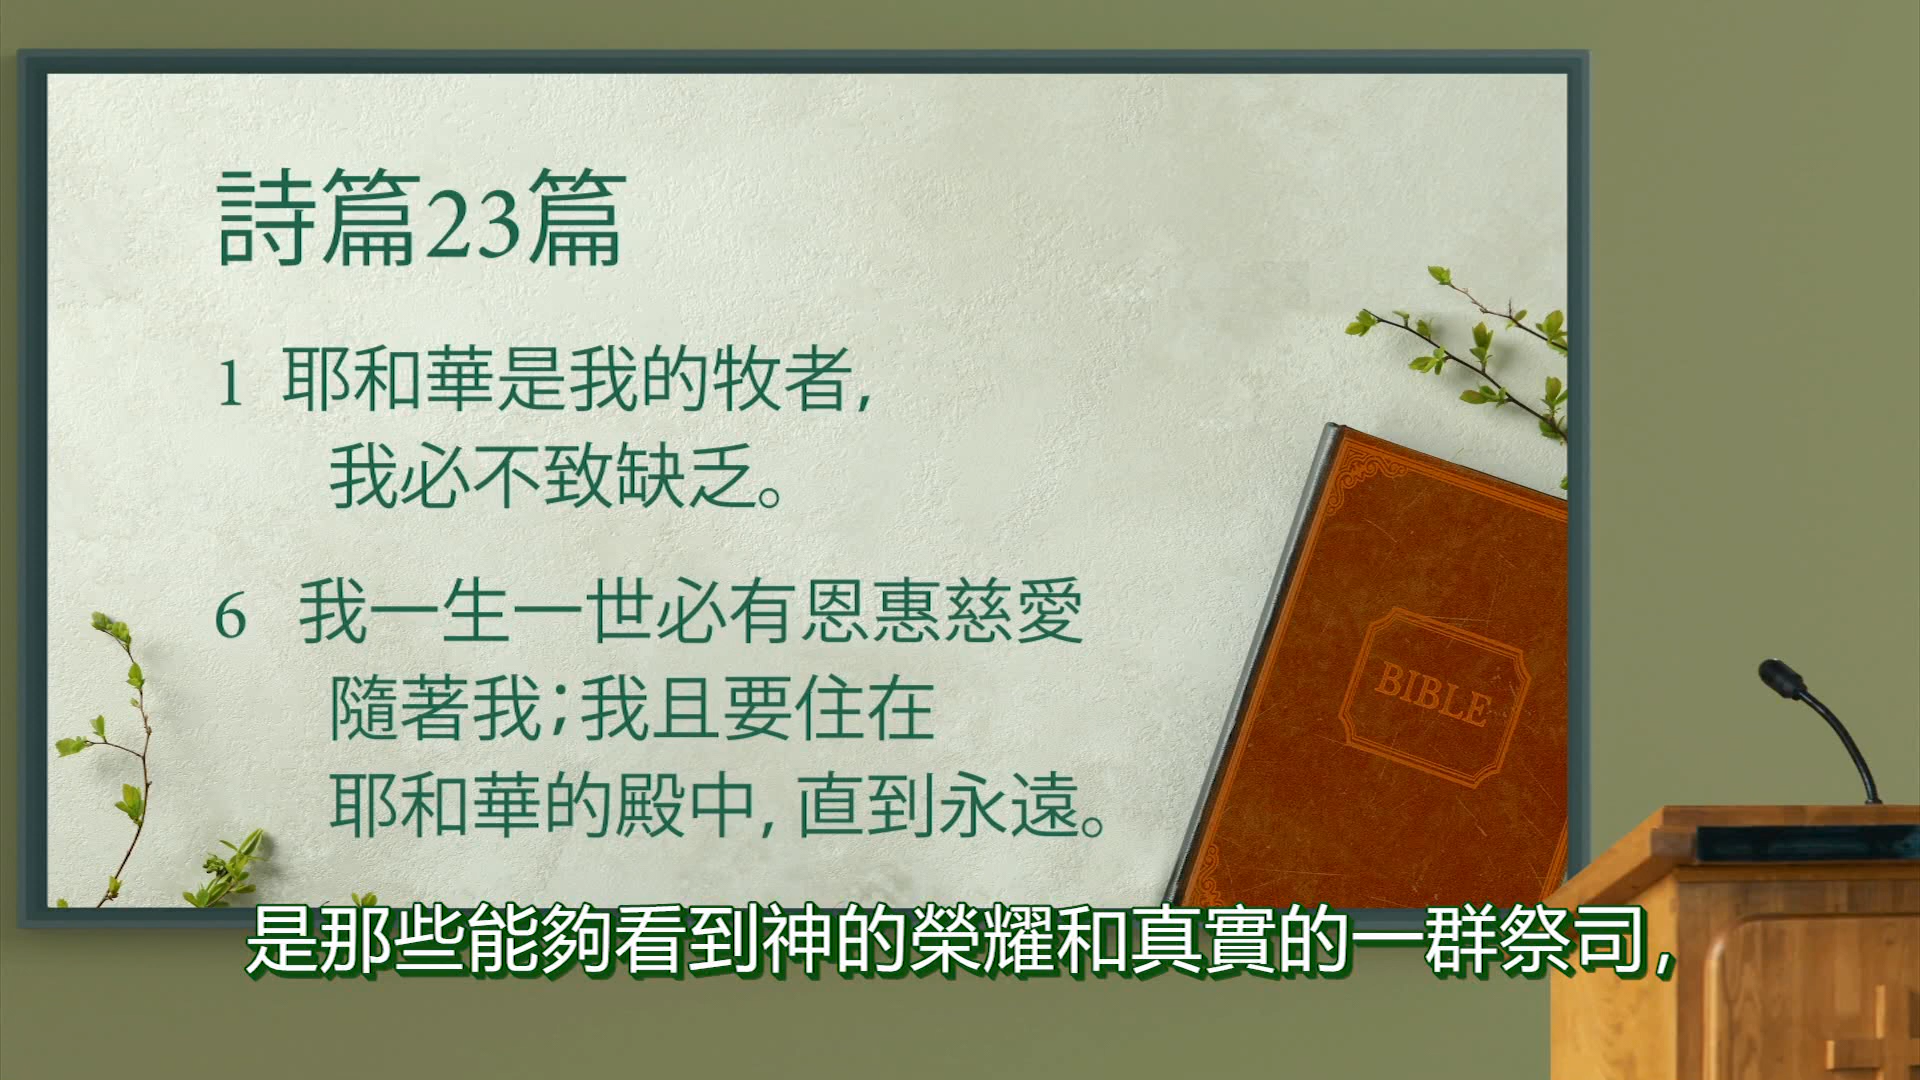 詩篇23篇
1 耶和華是我的牧者,
我必不致缺乏。
6 我一生一世必有恩惠慈愛
隨著我;我且要住在
耶和華的殿中,直到永遠。
BIBLE
是那些能夠看到神的榮耀和真實的一群祭司,